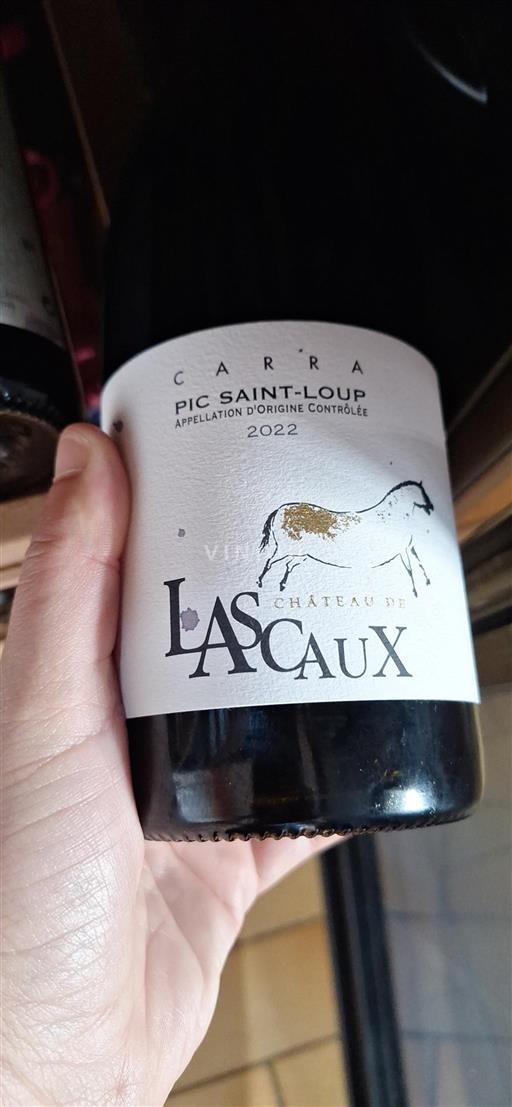 CARRA
PIC SAINT-LOUP
APPELLATION D'ORIGINE CONTRÔLÉE
2022
CHÂTEAU DE
LASCAUX